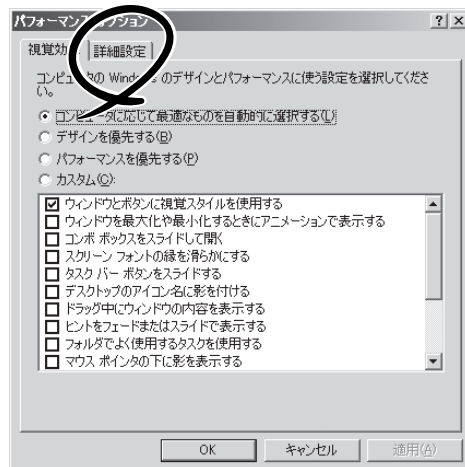 パフォーマンス オプション
? ×
視覚効果 詳細設定
コンピュータの Windows のデザインとパフォーマンスに使う設定を選択してくださ
い。
コンピュータに応じて最適なものを自動的に選択する(L)
デザインを優先する(B)
パフォーマンスを優先する(P)
カスタム(C):
ウィンドウとボタンに視覚スタイルを使用する
ウィンドウを最大化や最小化するときにアニメーションで表示する
コンボ ボックスをスライドして開く
スクリーン フォントの縁を滑らかにする
タスク バー ボタンをスライドする
デスクトップのアイコン名に影を付ける
ドラッグ中にウィンドウの内容を表示する
ヒントをフェードまたはスライドで表示する
フォルダでよく使用するタスクを使用する
マウス ポインタの下に影を表示する
OK キャンセル 適用(A)